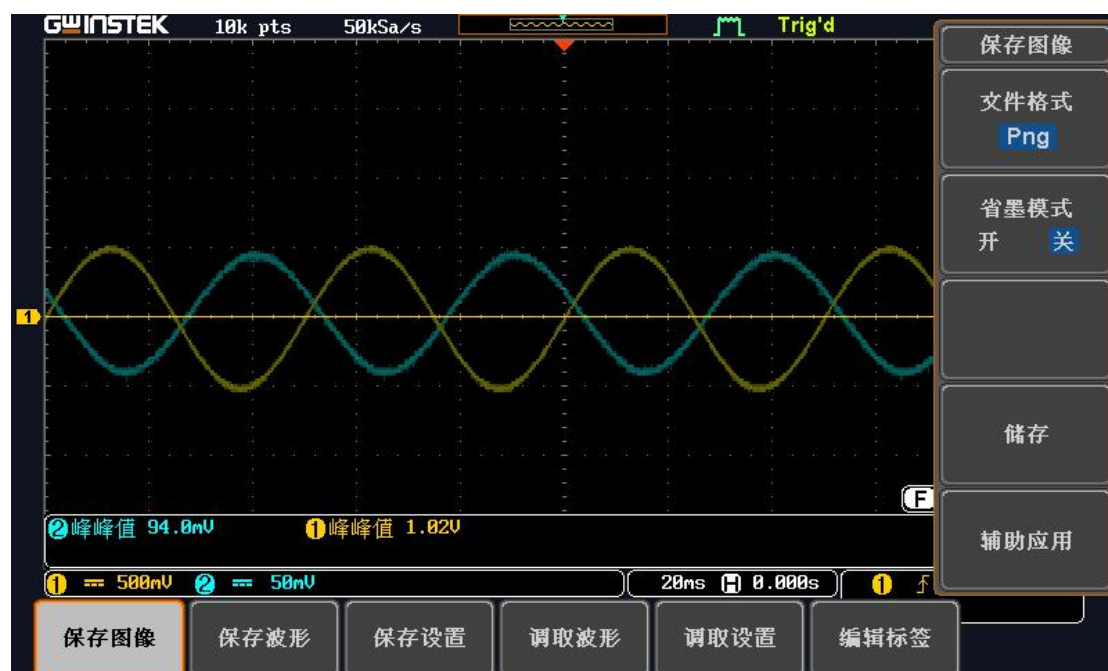 GWINSTEK 10k pts 50kSa/s Trig'd
保存图像
文件格式
Png
省墨模式
开 关
1
储存
F
辅助应用
2峰峰值 94.0mV 1峰峰值 1.02V
1 500mV 2 50mV 20ms H 0.000s 1
保存图像 保存波形 保存设置 调取波形 调取设置 编辑标签